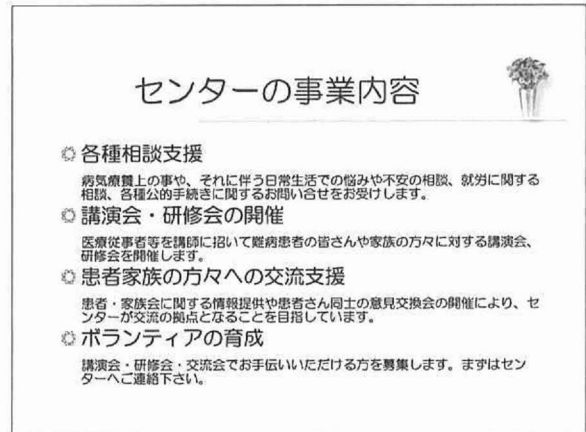 センターの事業内容
各種相談支援
病気療養上の事や、それに伴う日常生活での悩みや不安の相談、就労に関する
相談、各種公的手続きに関するお問い合せをお受けします。
講演会・研修会の開催
医療従事者等を講師に招いて難病患者の皆さんや家族の方々に対する講演会、
研修会を開催します。
患者家族の方々への交流支援
患者・家族会に関する情報提供や患者さん同士の意見交換会の開催により、セ
ンターが交流の拠点となることを目指しています。
ボランティアの育成
講演会・研修会・交流会でお手伝いいただける方を募集します。まずはセン
ターへご連絡下さい。